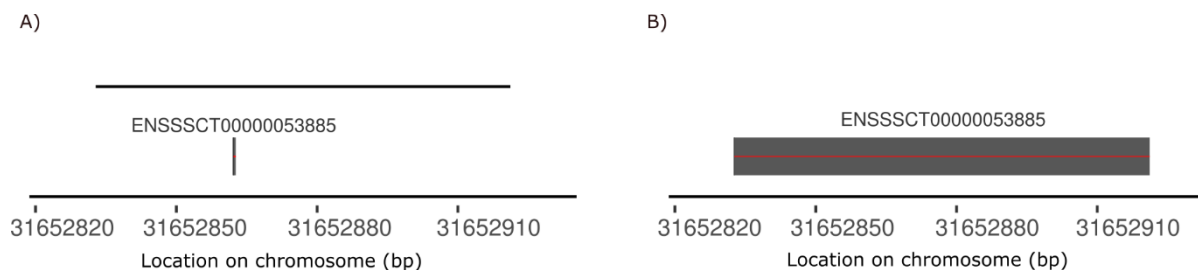 A)
ENSSSCT00000053885
31652820 31652850 31652880 31652910
Location on chromosome (bp)
B)
ENSSSCT00000053885
31652820 31652850 31652880 31652910
Location on chromosome (bp)